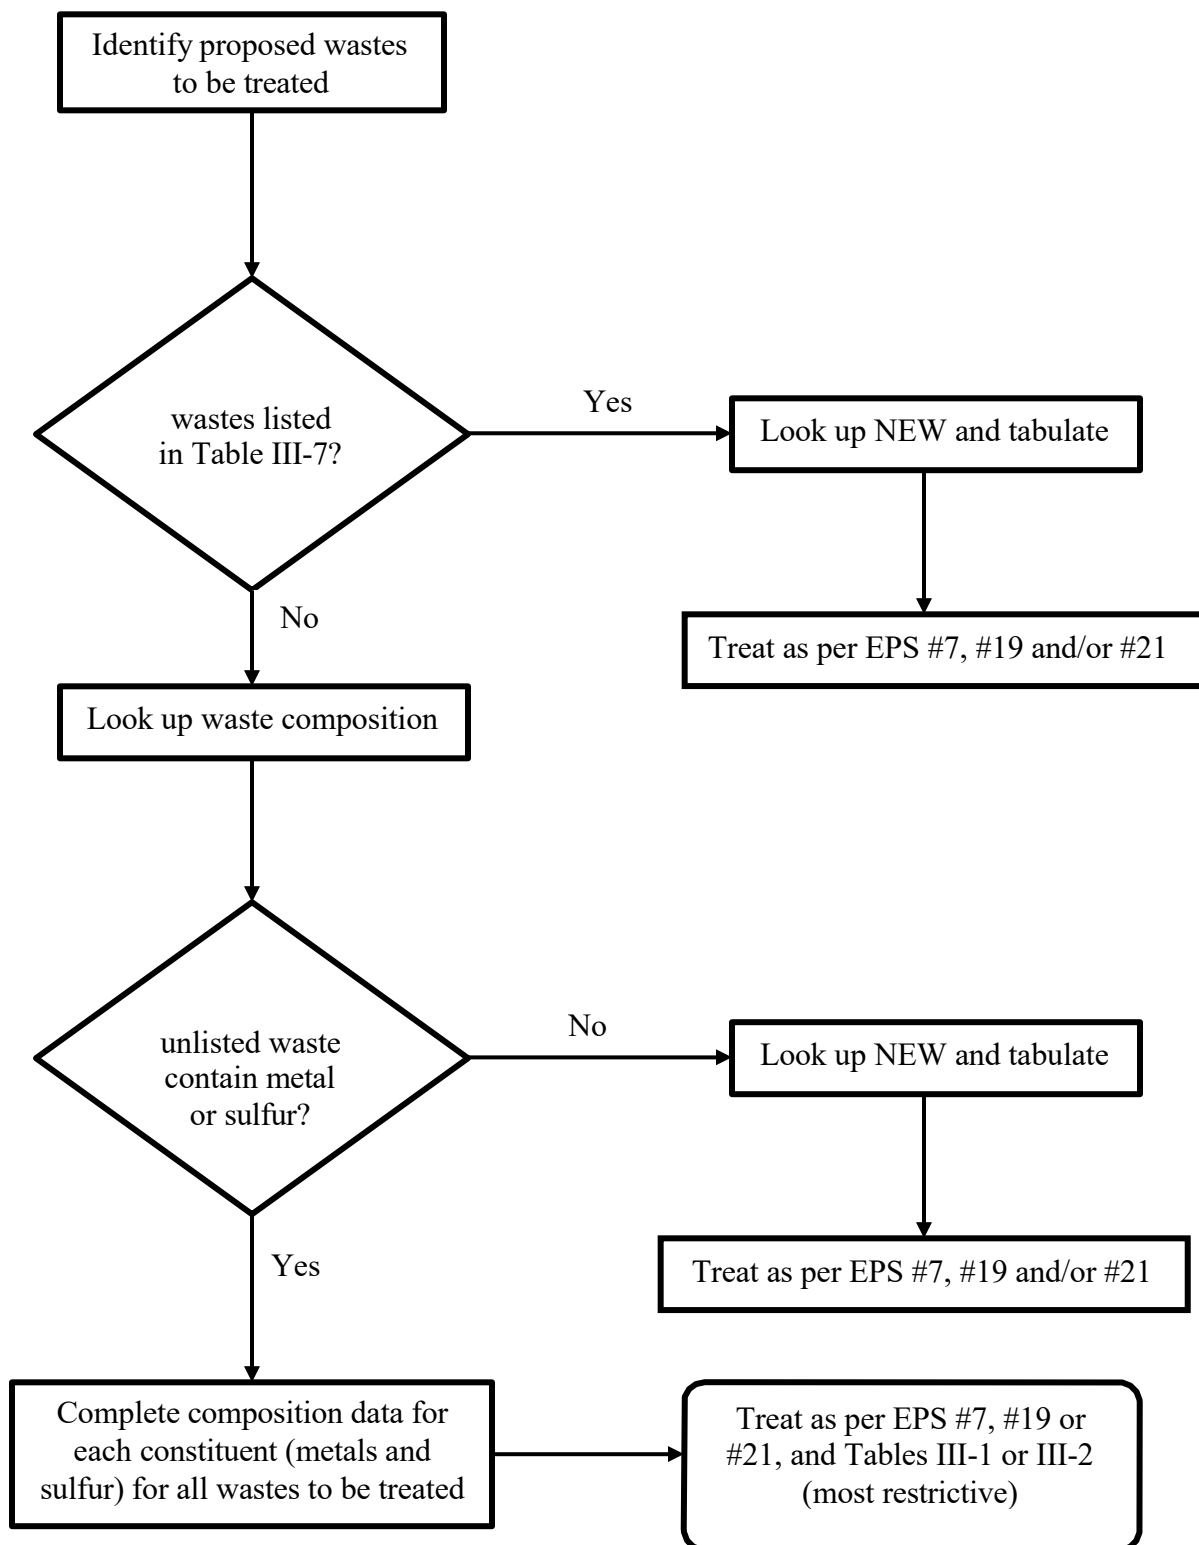 Identify proposed wastes
to be treated
wastes listed
in Table III-7?
Yes
Look up NEW and tabulate
Treat as per EPS #7, #19 and/or #21
No
Look up waste composition
unlisted waste
contain metal
or sulfur?
No
Look up NEW and tabulate
Treat as per EPS #7, #19 and/or #21
Yes
Complete composition data for
each constituent (metals and
sulfur) for all wastes to be treated
Treat as per EPS #7, #19 or
#21, and Tables III-1 or III-2
(most restrictive)